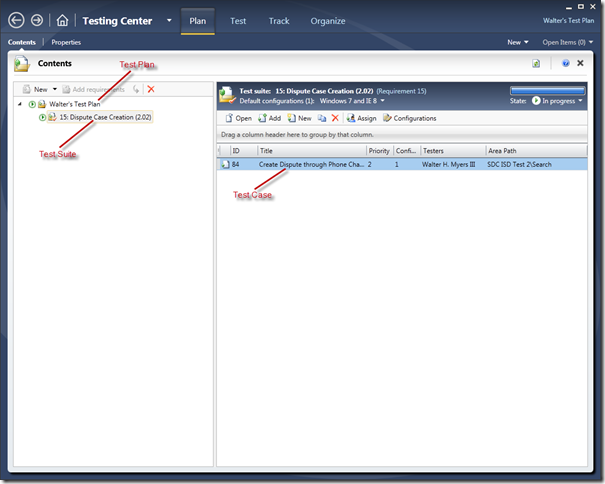 Testing Center
Plan
Test
Track
Organize
Walter's Test Plan
Contents
Properties
New
Open Items (0)
Contents
Test Plan
New
Add requirements
Walter's Test Plan
15: Dispute Case Creation (2.02)
Test Suite
Test suite: 15: Dispute Case Creation (2.02) (Requirement 15)
Default configurations (1): Windows 7 and IE 8
State: In progress
Open Add New Assign Configurations
Drag a column header here to group by that column.
ID Title Priority Confi... Testers Area Path
84 Create Dispute through Phone Cha... 2 1 Walter H. Myers III SDC ISD Test 2\Search
Test Case